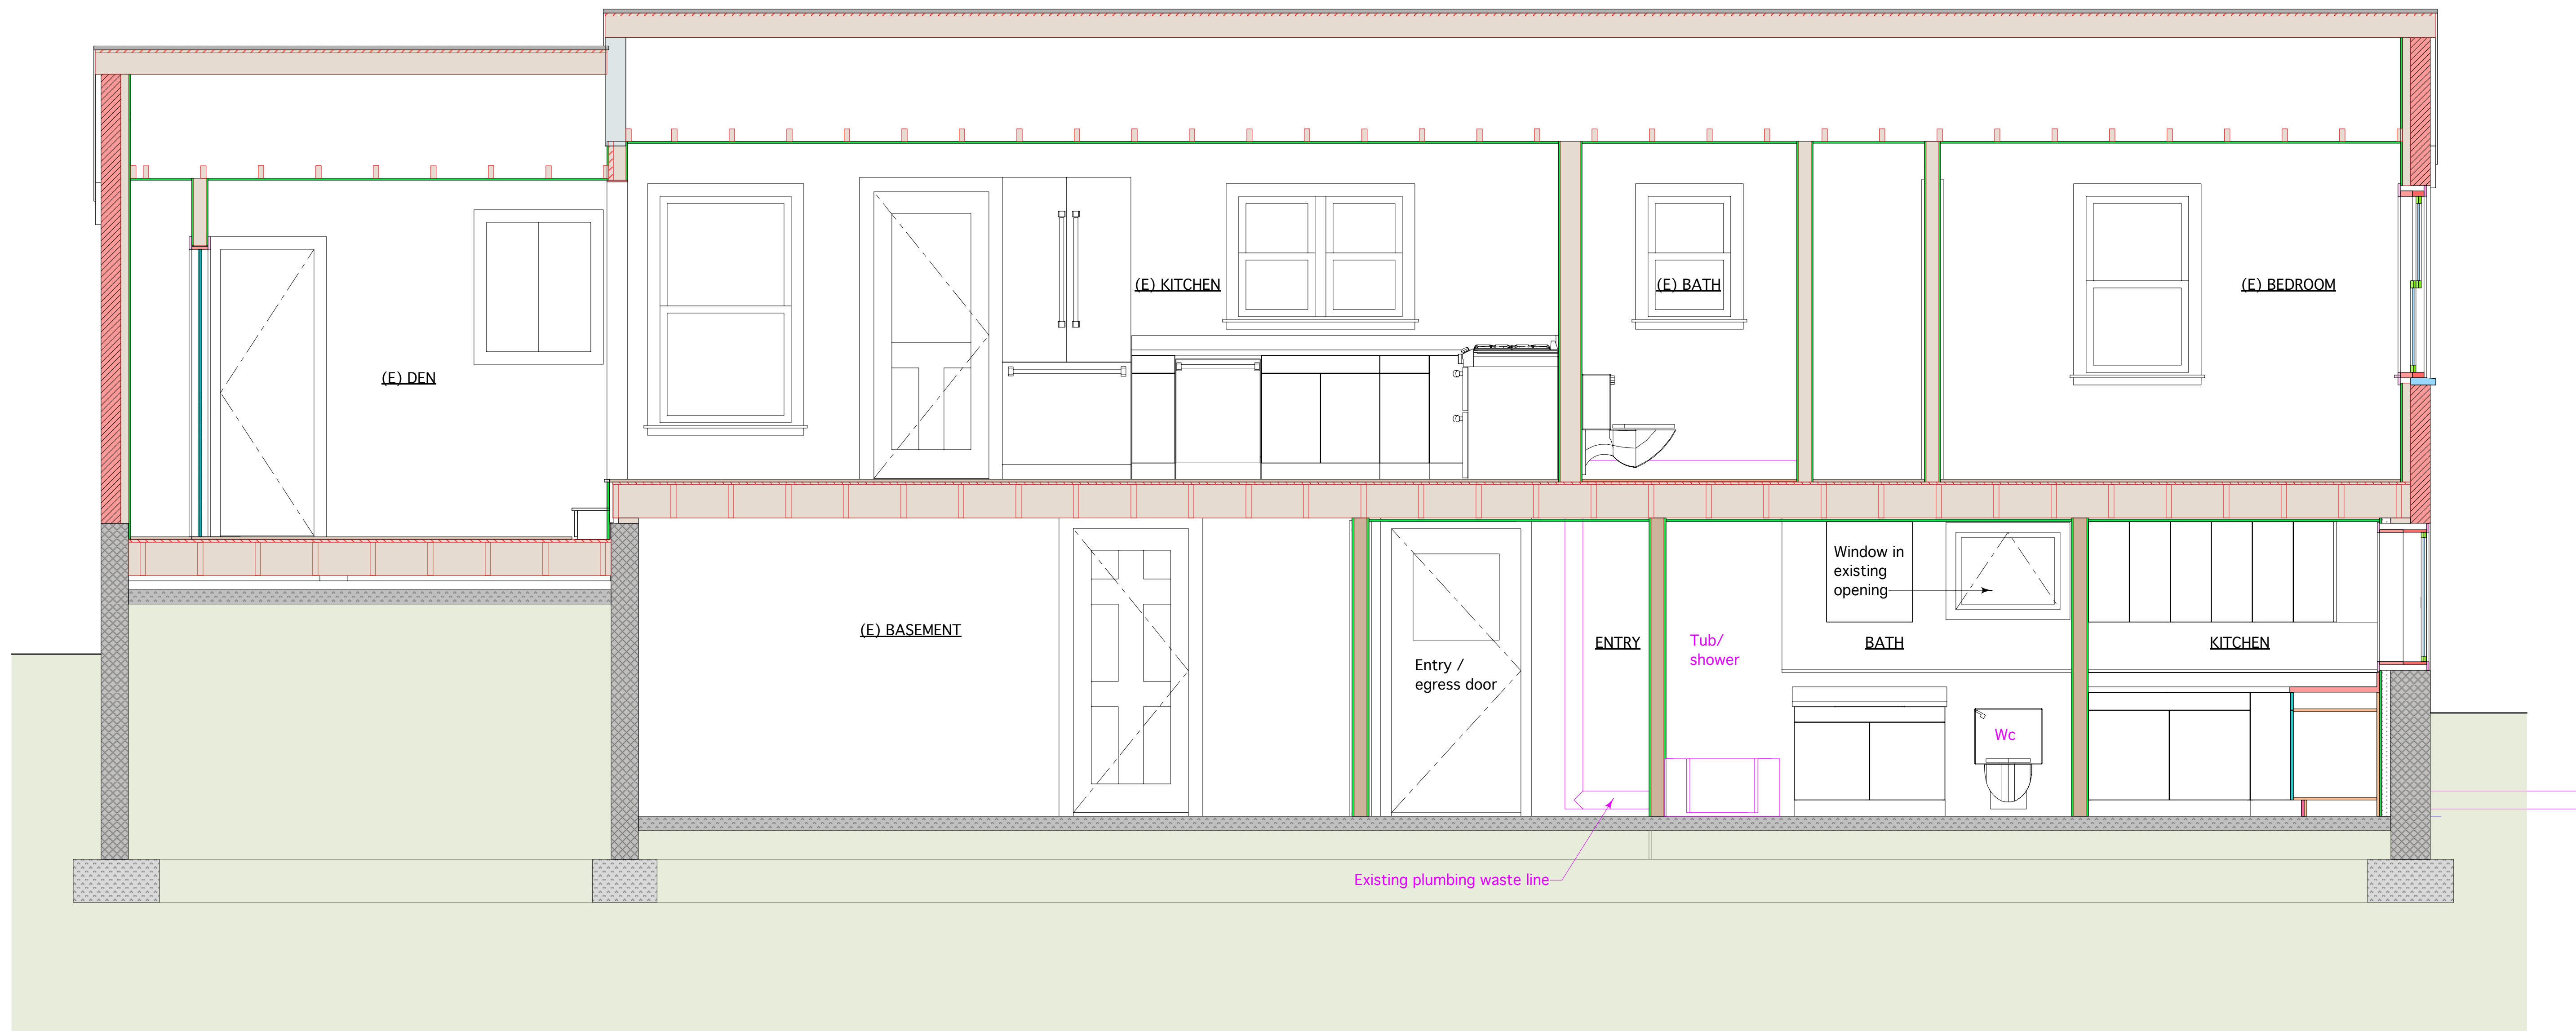 (E) KITCHEN
(E) BATH
(E) BEDROOM
(E) DEN
Window in
existing
opening
(E) BASEMENT
ENTRY
Tub/
shower
BATH
KITCHEN
Entry /
egress door
Wc
Existing plumbing waste line